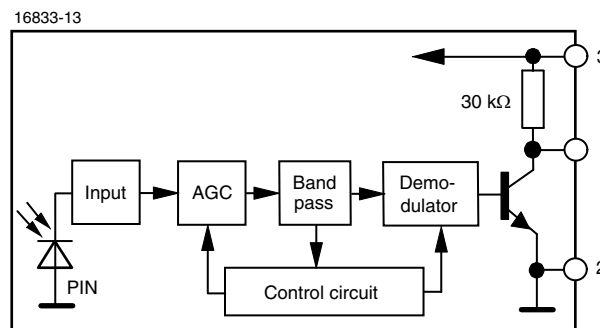 16833-13
3
30 kΩ
Input
AGC
Band
pass
Demo-
dulator
2
PIN
Control circuit